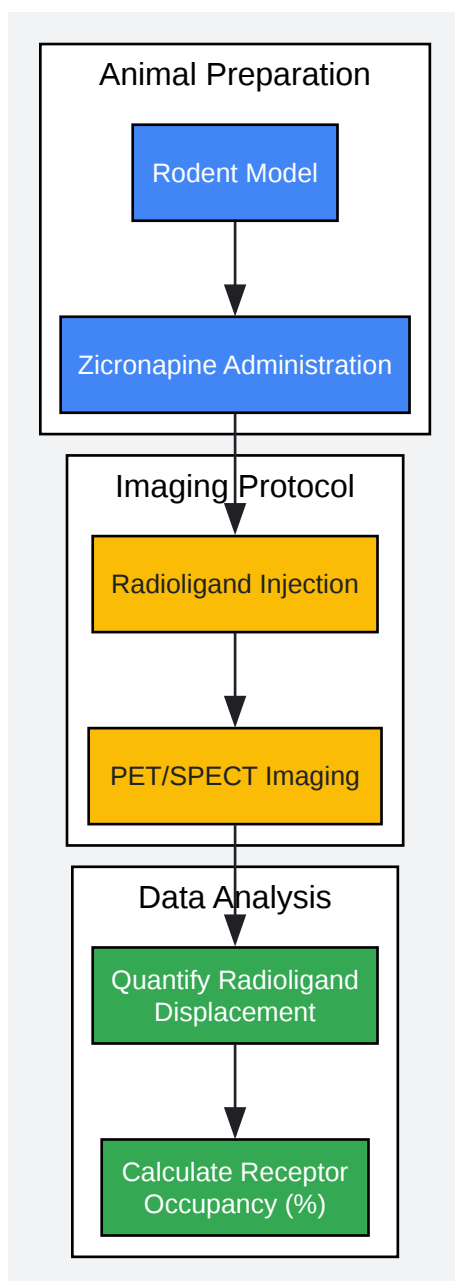 Animal Preparation
Rodent Model
Zicronapine Administration
Imaging Protocol
Radioligand Injection
PET/SPECT Imaging
Data Analysis
Quantify Radioligand
Displacement
Calculate Receptor
Occupancy (%)